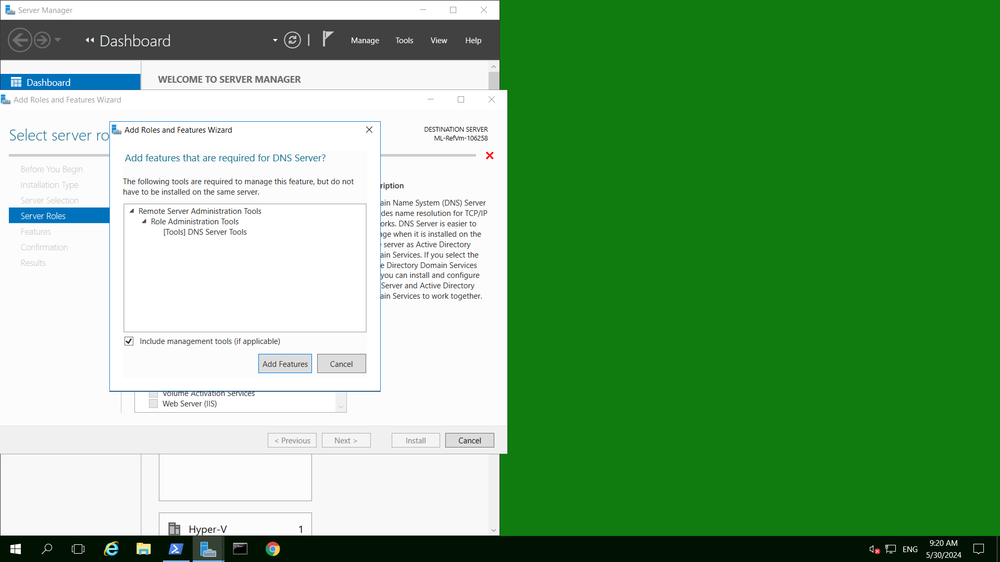 Server Manager
Dashboard
Manage
Tools
View
Help
Dashboard
WELCOME TO SERVER MANAGER
Add Roles and Features Wizard
Select server ro
DESTINATION SERVER
ML-RefVm-106258
Before You Begin
Installation Type
Server Selection
Server Roles
Features
Confirmation
Results
Add Roles and Features Wizard
Add features that are required for DNS Server?
The following tools are required to manage this feature, but do not
have to be installed on the same server.
Remote Server Administration Tools
Role Administration Tools
[Tools] DNS Server Tools
Include management tools (if applicable)
Add Features
Cancel
ription
ain Name System (DNS) Server
des name resolution for TCP/IP
orks. DNS Server is easier to
age when it is installed on the
server as Active Directory
ain Services. If you select the
e Directory Domain Services
you can install and configure
Server and Active Directory
ain Services to work together.
Volume Activation Services
Web Server (IIS)
< Previous
Next >
Install
Cancel
Hyper-V
1
ENG
9:20 AM
5/30/2024